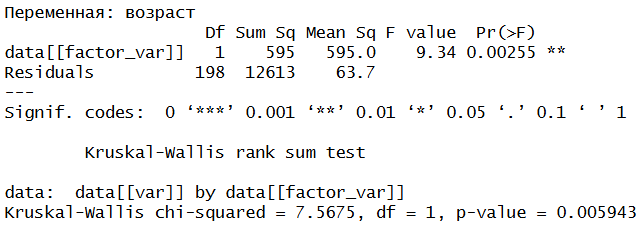 Переменная: возраст
Df Sum Sq Mean Sq F value Pr(>F)
data[[factor_var]] 1 595 595.0 9.34 0.00255 **
Residuals 198 12613 63.7
---
Signif. codes: 0 ‘***’ 0.001 ‘**’ 0.01 ‘*’ 0.05 ‘.’ 0.1 ‘ ’ 1
Kruskal-Wallis rank sum test
data: data[[var]] by data[[factor_var]]
Kruskal-Wallis chi-squared = 7.5675, df = 1, p-value = 0.005943